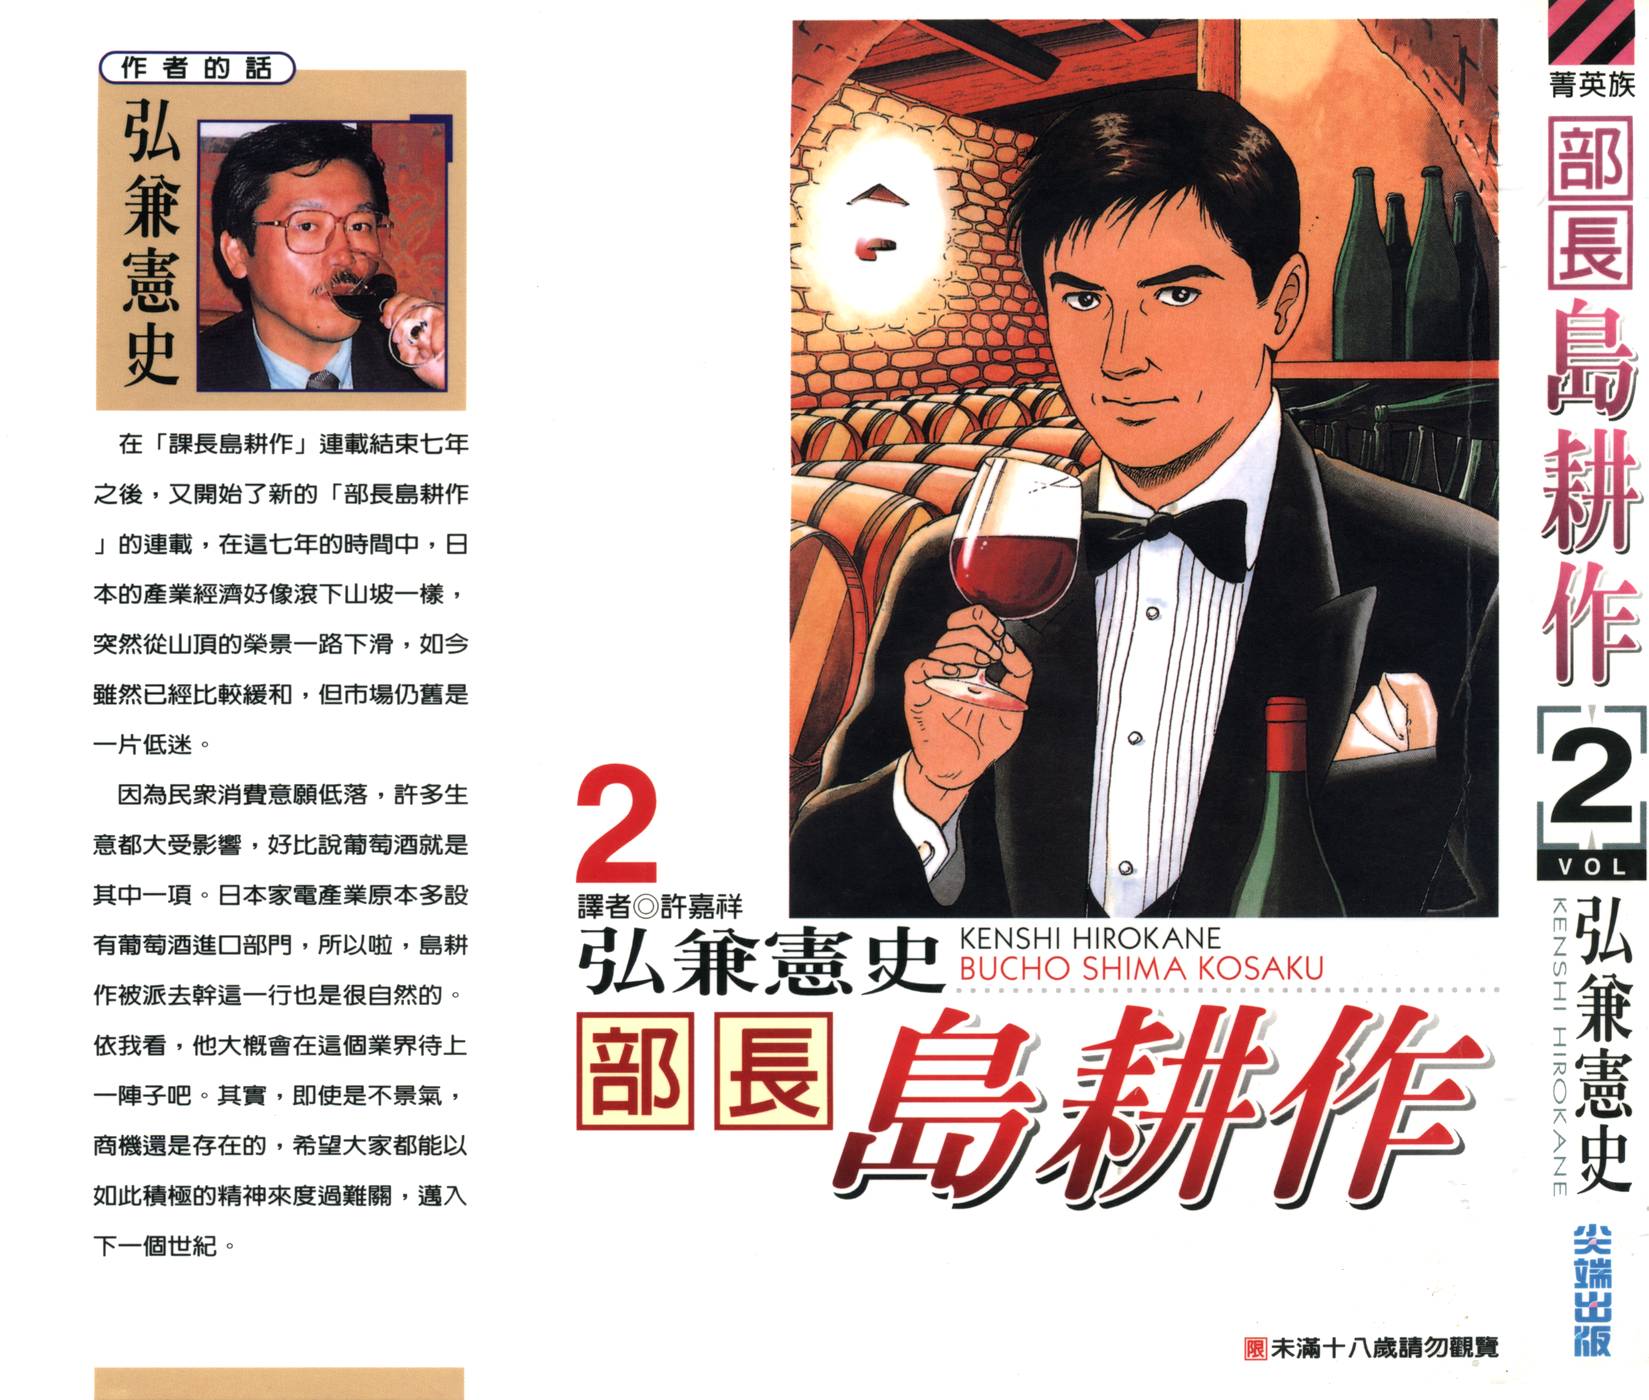 作者的話
弘兼憲史
在「課長島耕作」連載結束七年
之後，又開始了新的「部長島耕作
」的連載，在這七年的時間中，日
本的產業經濟好像滾下山坡一樣，
突然從山頂的榮景一路下滑，如今
雖然已經比較緩和，但市場仍舊是
一片低迷。
因為民眾消費意願低落，許多生
意都大受影響，好比說葡萄酒就是
其中一項。日本家電產業原本多設
有葡萄酒進口部門，所以啦，島耕
作被派去幹這一行也是很自然的。
依我看，他大概會在這個業界待上
一陣子吧。其實，即使是不景氣，
商機還是存在的，希望大家都能以
如此積極的精神來度過難關，邁入
下一個世紀。
2
譯者◎許嘉祥
弘兼憲史
KENSHI HIROKANE
BUCHO SHIMA KOSAKU
部長
島耕作
限未滿十八歲請勿觀覽
菁英族
部長
島耕作
2
VOL
弘兼憲史
KENSHI HIROKANE
尖端出版